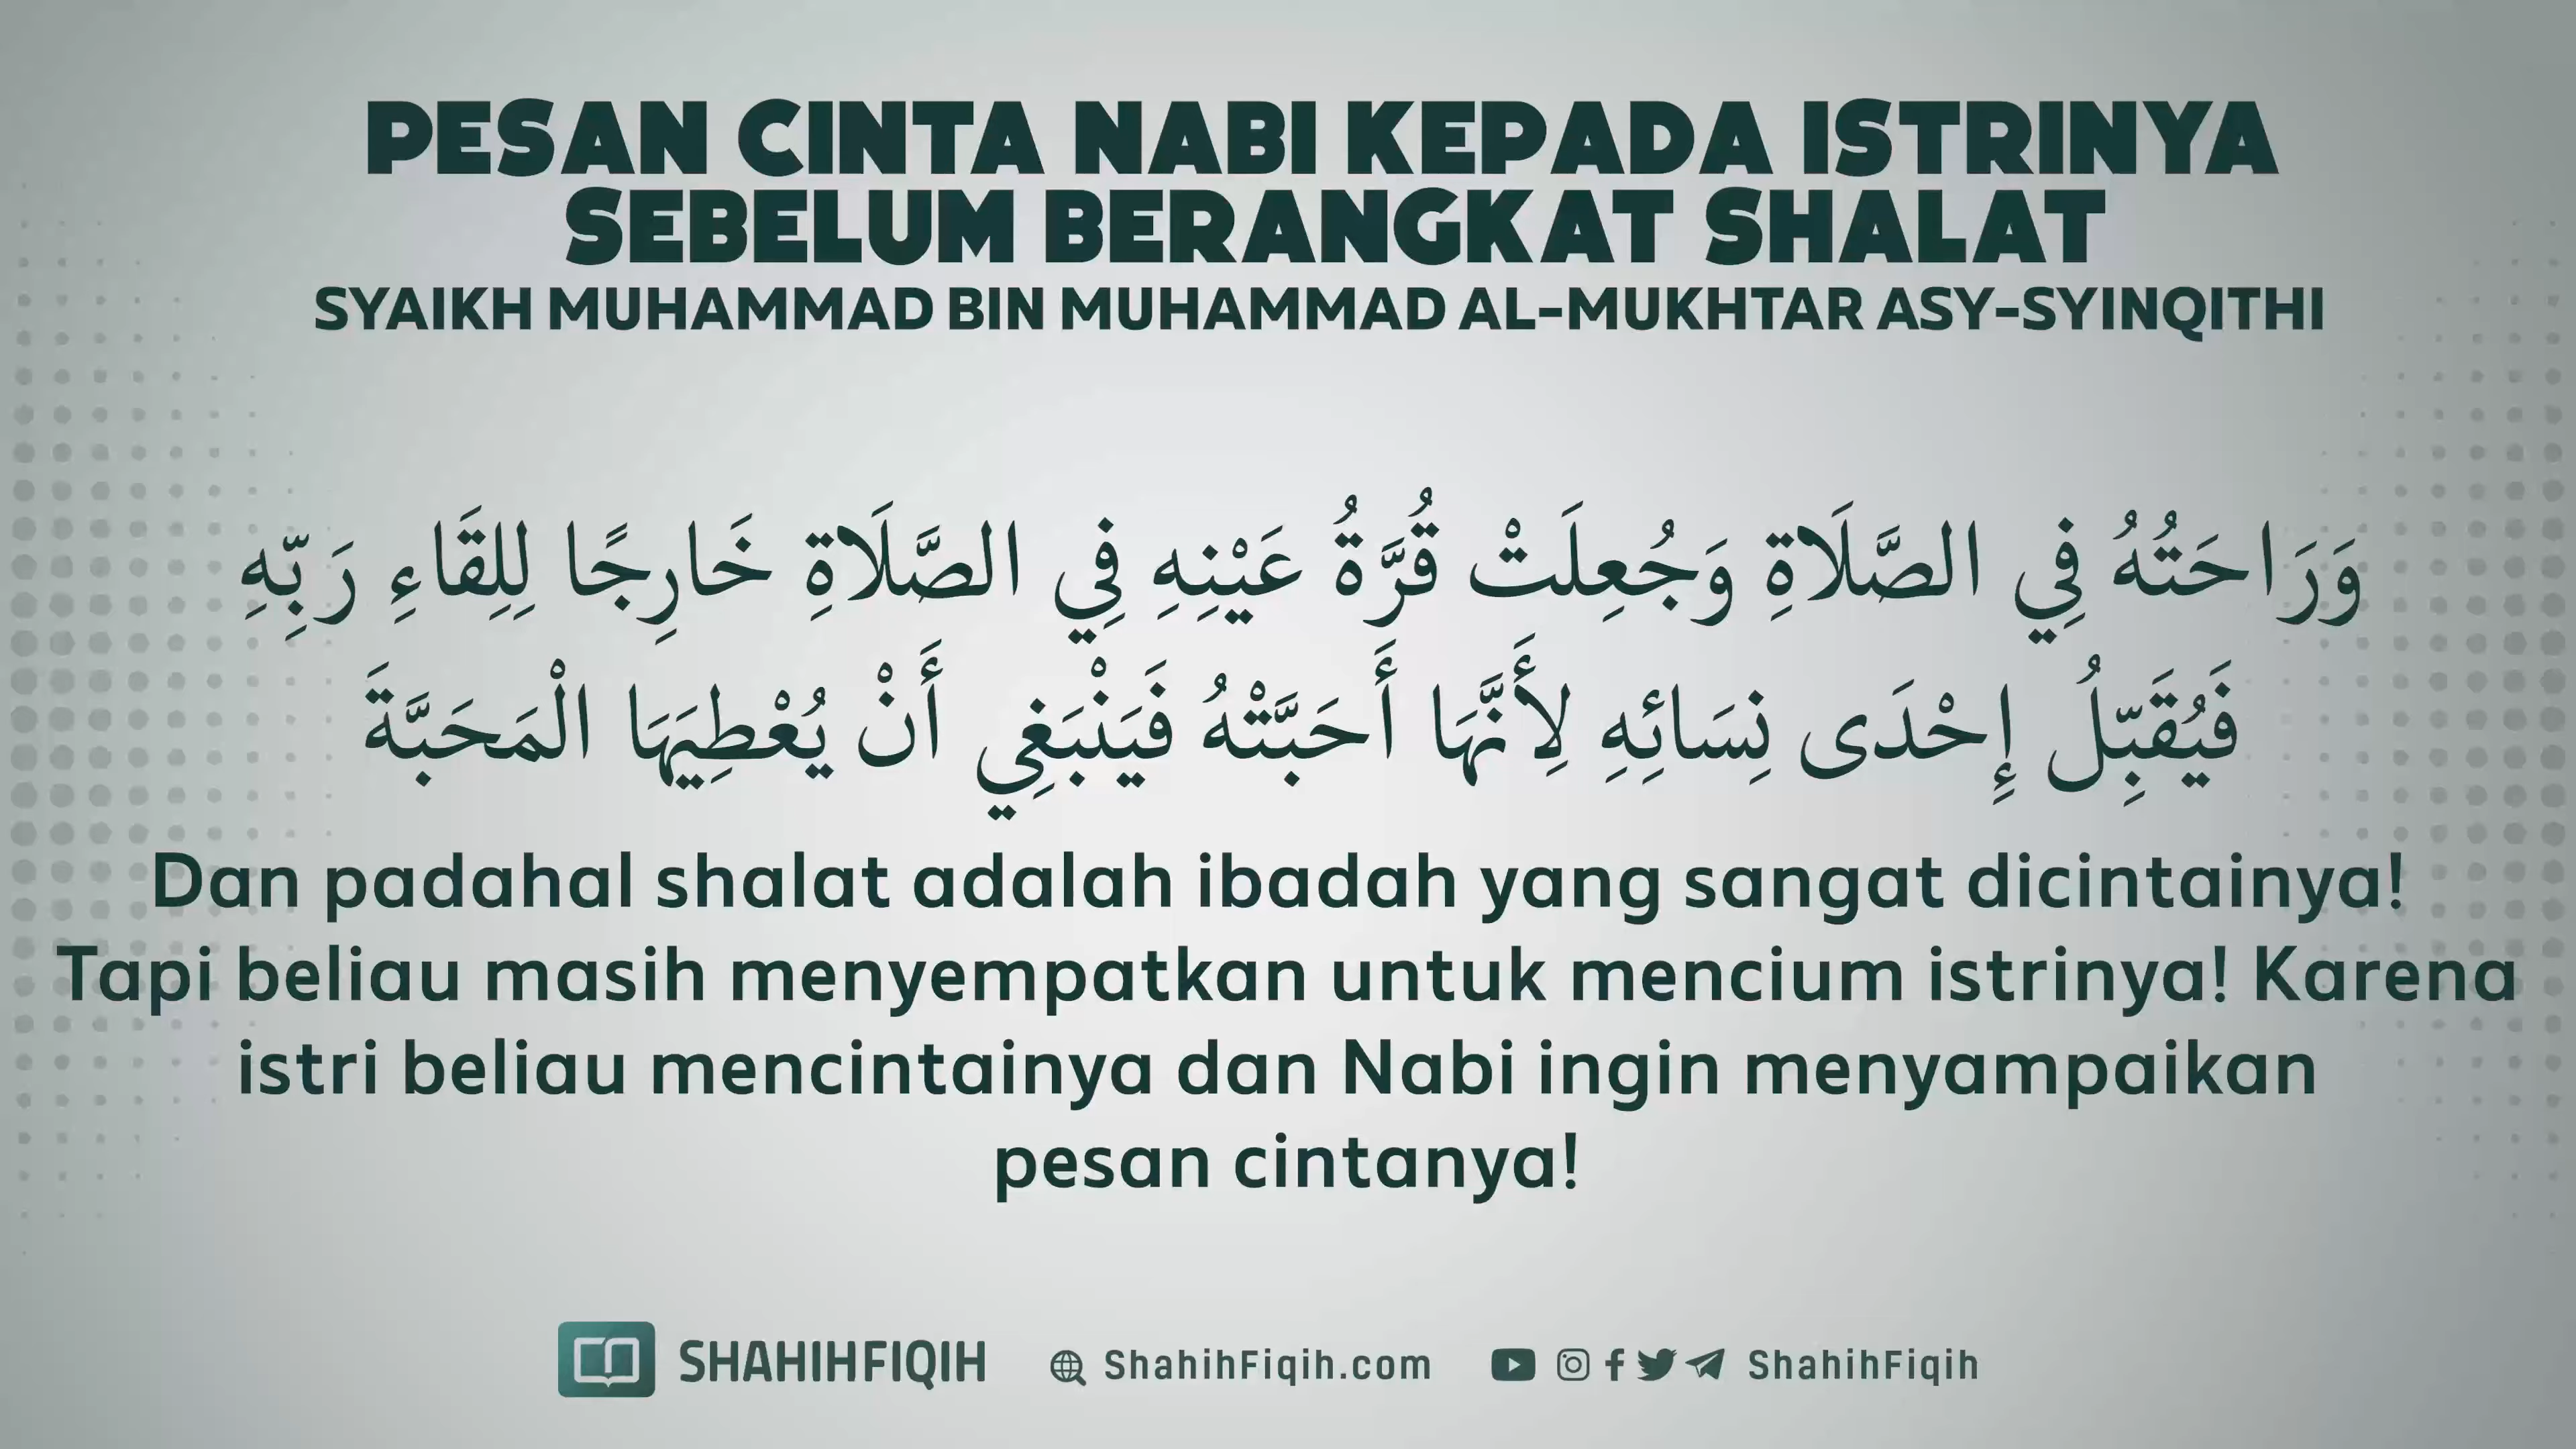 PESAN CINTA NABI KEPADA ISTRINYA
SEBELUM BERANGKAT SHALAT
SYAIKH MUHAMMAD BIN MUHAMMAD AL-MUKHTAR ASY-SYINQITHI
وَرَاحَتُهُ فِي الصَّلَاةِ وَجُعِلَتْ قُرَّةُ عَيْنِهِ فِي الصَّلَاةِ خَارِجًا لِلِقَاءِ رَبِّهِ
فَيُقَبِّلُ إِحْدَى نِسَائِهِ لِأَنَّهَا أَحَبَّتْهُ فَيَنْبَغِي أَنْ يُعْطِيَهَا الْمَحَبَّةَ
Dan padahal shalat adalah ibadah yang sangat dicintainya!
Tapi beliau masih menyempatkan untuk mencium istrinya! Karena
istri beliau mencintainya dan Nabi ingin menyampaikan
pesan cintanya!
SHAHIHFIQIH ShahihFiqih.com ShahihFiqih